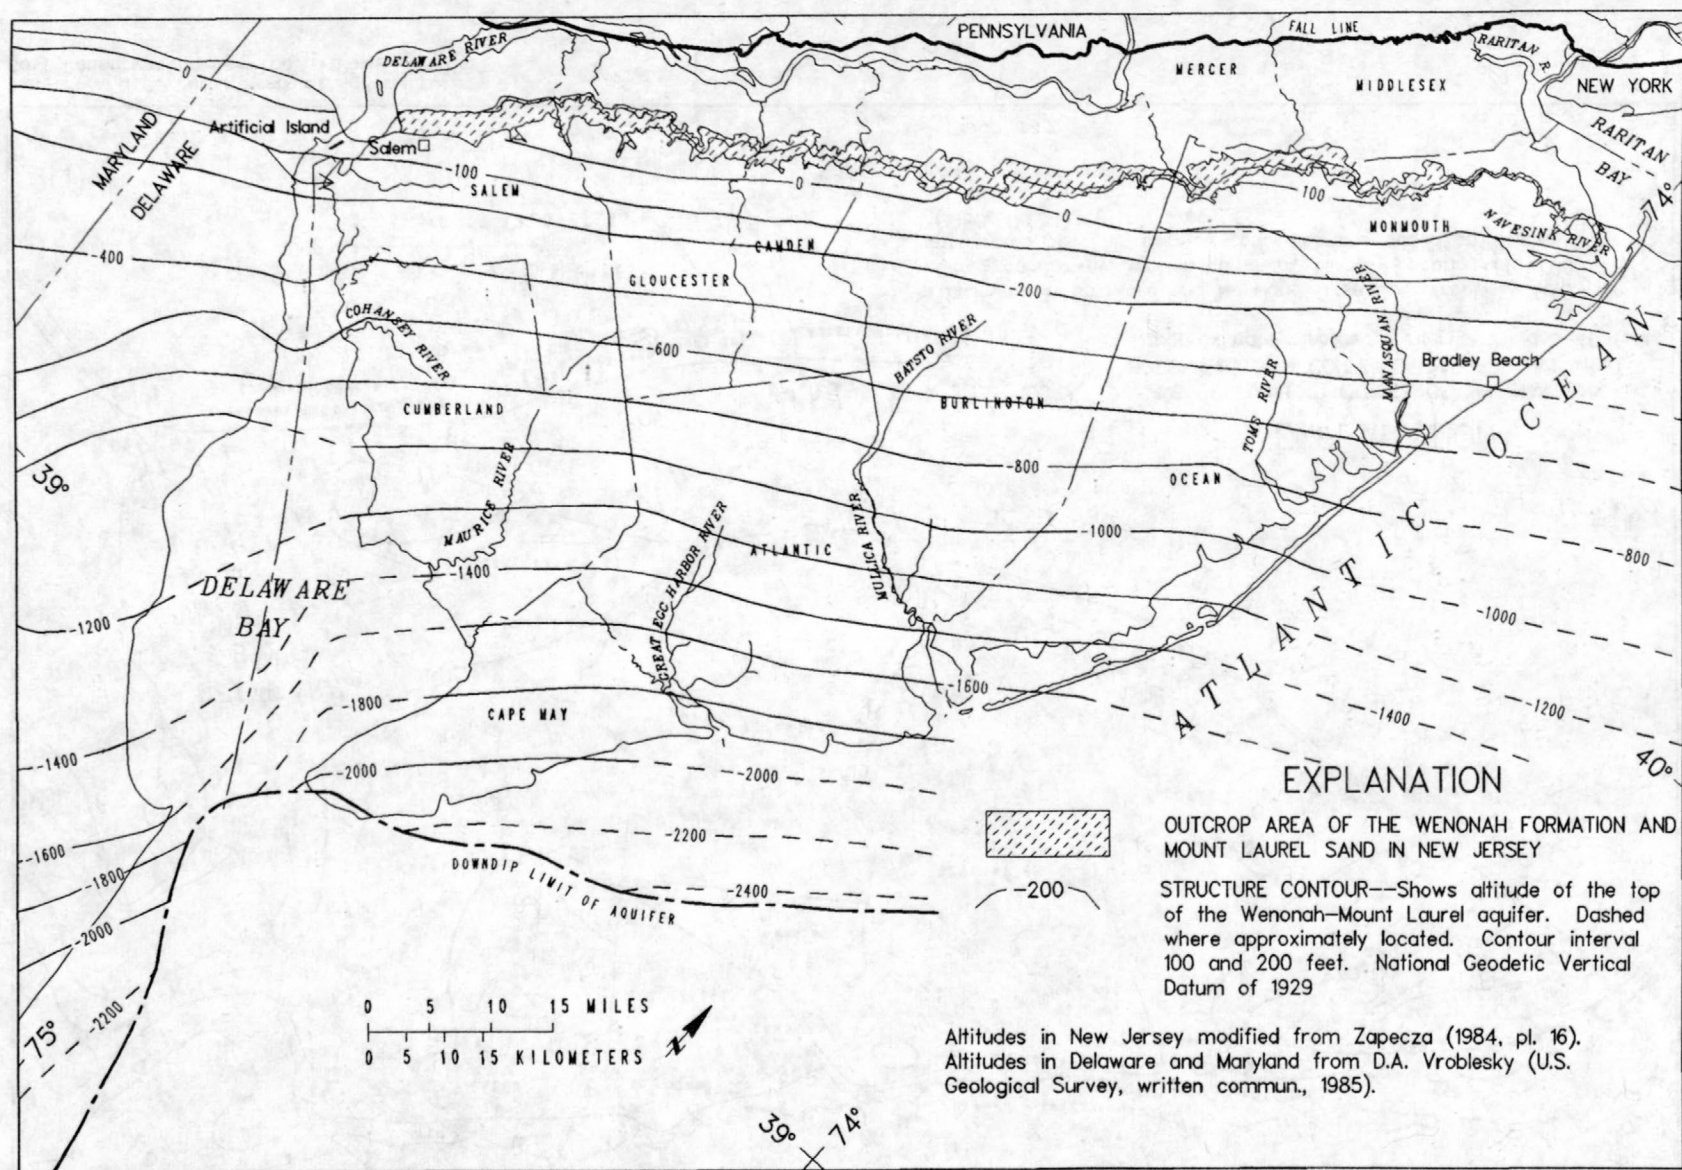 PENNSYLVANIA
FALL LINE
RARITAN R.
DELAWARE RIVER
MERCER
MIDDLESEX
NEW YORK
0
0
Artificial Island
MARYLAND
DELAWARE
Salem
RARITAN
BAY
74°
-100
SALEM
0
100
0
MONMOUTH
NAVESINK RIVER
CAMDEN
-400
GLOUCESTER
-200
MANASQUAN RIVER
COHANSEY RIVER
BATSTO RIVER
-600
Bradley Beach
CUMBERLAND
BURLINGTON
TOMS RIVER
39°
MAURICE RIVER
-800
OCEAN
ATLANTIC OCEAN
MULLICA RIVER
GREAT EGG HARBOR RIVER
ATLANTIC
-1000
-800
-1400
DELAWARE
BAY
-1200
-1000
-1600
-1800
CAPE MAY
-1400
-1200
-1400
-2000
-2000
40°
EXPLANATION
-2200
OUTCROP AREA OF THE WENONAH FORMATION AND
MOUNT LAUREL SAND IN NEW JERSEY
-1600
-1800
DOWNDIP LIMIT OF AQUIFER
-2400
-200
STRUCTURE CONTOUR--Shows altitude of the top
of the Wenonah-Mount Laurel aquifer. Dashed
where approximately located. Contour interval
100 and 200 feet. National Geodetic Vertical
Datum of 1929
-2000
-2200
75°
0 5 10 15 MILES
0 5 10 15 KILOMETERS
N
Altitudes in New Jersey modified from Zapecza (1984, pl. 16).
Altitudes in Delaware and Maryland from D.A. Vroblesky (U.S.
Geological Survey, written commun., 1985).
39° 74°